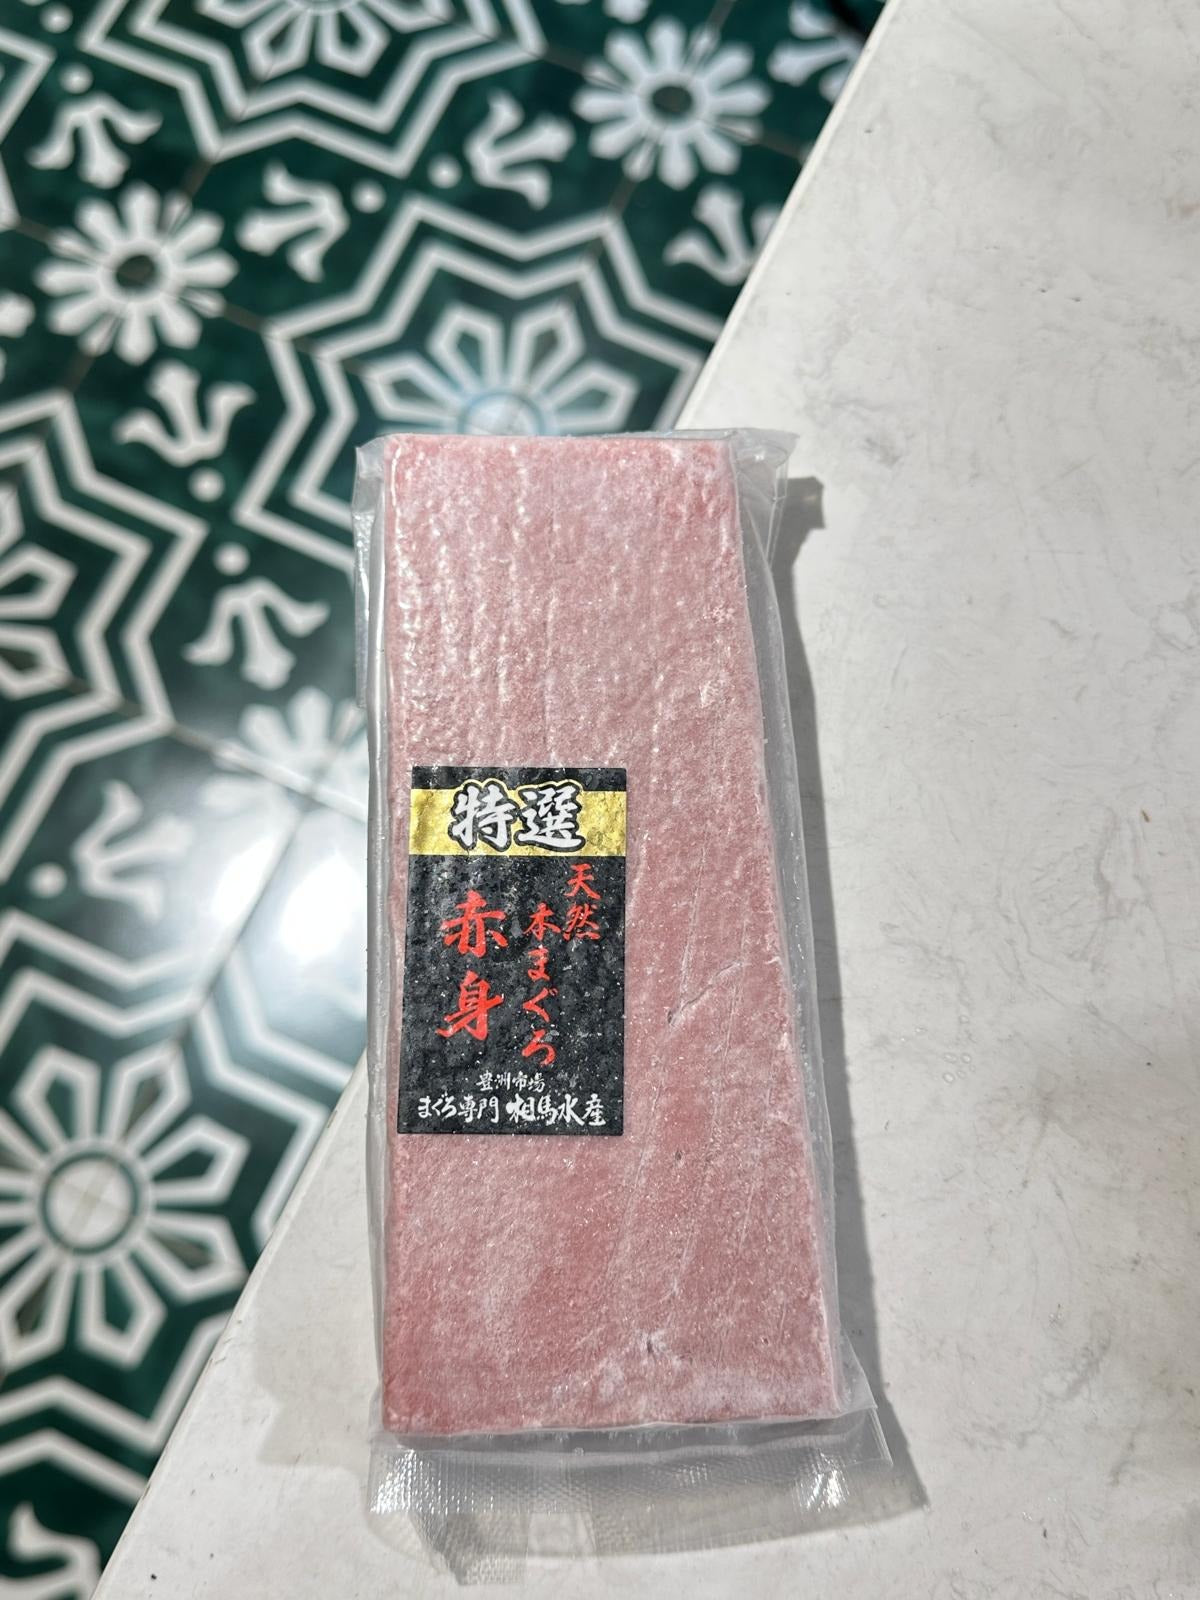 特選
天然
本まぐろ
赤身
豊洲市場
まぐろ専門 相馬水産